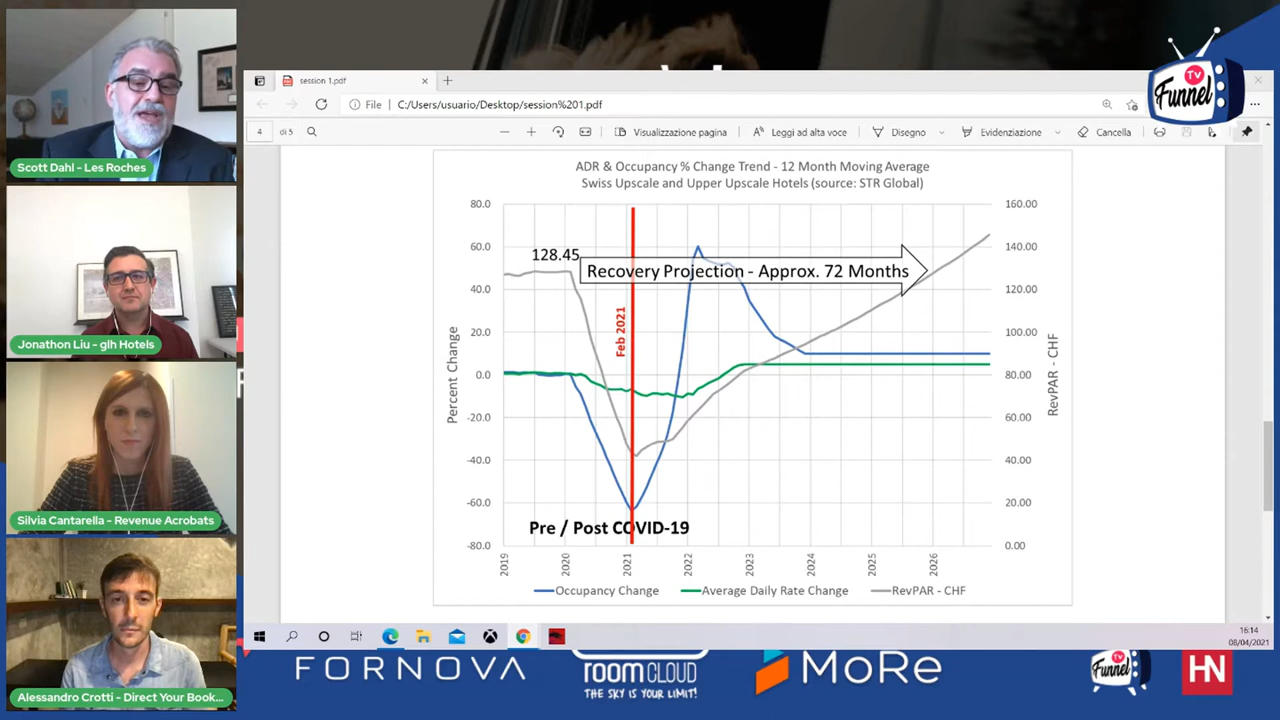 Scott Dahl - Les Roches
Jonathon Liu - glh Hotels
Silvia Cantarella - Revenue Acrobats
Alessandro Crotti - Direct Your Book...
Tv
Funnel
session 1.pdf
File
C:/Users/usuario/Desktop/session%201.pdf
4
di 5
Visualizzazione pagina
Leggi ad alta voce
Disegno
Evidenziazione
Cancella
ADR & Occupancy % Change Trend - 12 Month Moving Average
Swiss Upscale and Upper Upscale Hotels (source: STR Global)
80.0
60.0
40.0
20.0
0.0
-20.0
-40.0
-60.0
-80.0
Percent Change
160.00
140.00
120.00
100.00
80.00
60.00
40.00
20.00
0.00
RevPAR - CHF
128.45
Recovery Projection - Approx. 72 Months
Feb 2021
Pre / Post COVID-19
2019
2020
2021
2022
2023
2024
2025
2026
Occupancy Change
Average Daily Rate Change
RevPAR - CHF
16:14
08/04/2021
FORNOVA
ROOMCLOUD
THE SKY IS YOUR LIMIT!
MoRe
Tv
Funnel
HN